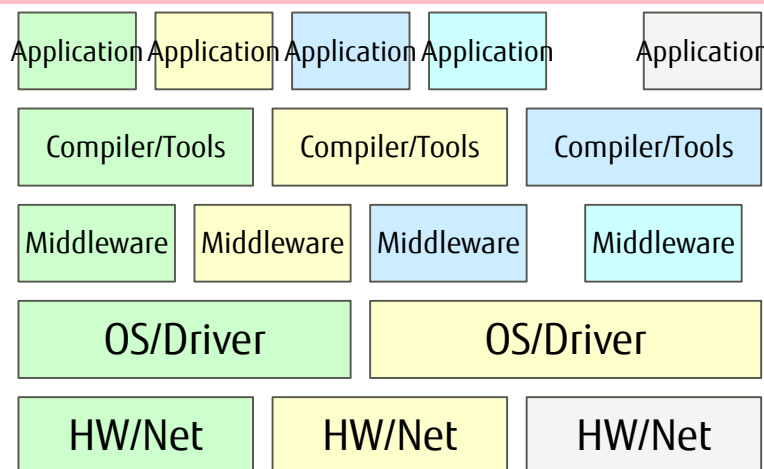 Application Application Application Application Application
Compiler/Tools Compiler/Tools Compiler/Tools
Middleware Middleware Middleware Middleware
OS/Driver OS/Driver
HW/Net HW/Net HW/Net